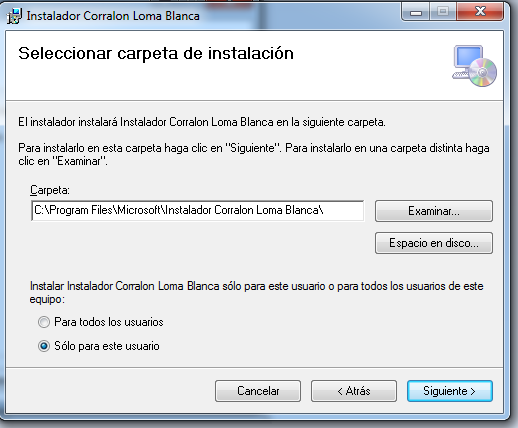 Instalador Corralon Loma Blanca
Seleccionar carpeta de instalación
El instalador instalará Instalador Corralon Loma Blanca en la siguiente carpeta.
Para instalarlo en esta carpeta haga clic en "Siguiente". Para instalarlo en una carpeta distinta haga
clic en "Examinar".
Carpeta:
C:\Program Files\Microsoft\Instalador Corralon Loma Blanca\
Examinar...
Espacio en disco...
Instalar Instalador Corralon Loma Blanca sólo para este usuario o para todos los usuarios de este
equipo:
Para todos los usuarios
Sólo para este usuario
Cancelar
< Atrás
Siguiente >